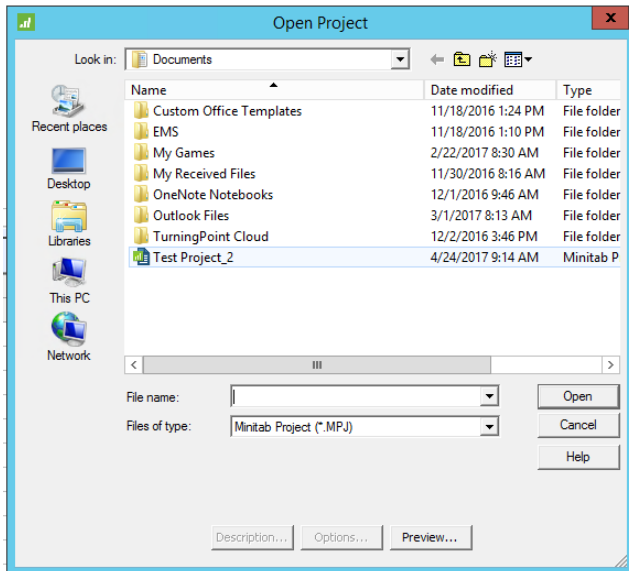 Open Project
x
Look in: Documents
Name Date modified Type
Custom Office Templates 11/18/2016 1:24 PM File folder
EMS 11/18/2016 1:10 PM File folder
My Games 2/22/2017 8:30 AM File folder
My Received Files 11/30/2016 8:16 AM File folder
OneNote Notebooks 12/1/2016 9:46 AM File folder
Outlook Files 3/1/2017 8:13 AM File folder
TurningPoint Cloud 12/2/2016 3:46 PM File folder
Test Project_2 4/24/2017 9:14 AM Minitab P
Recent places
Desktop
Libraries
This PC
Network
File name: Open
Files of type: Minitab Project (*.MPJ) Cancel
Help
Description... Options... Preview...